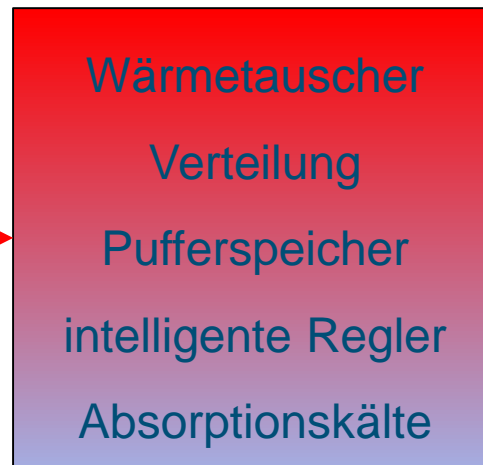 Wärmetauscher
Verteilung
Pufferspeicher
intelligente Regler
Absorptionskälte